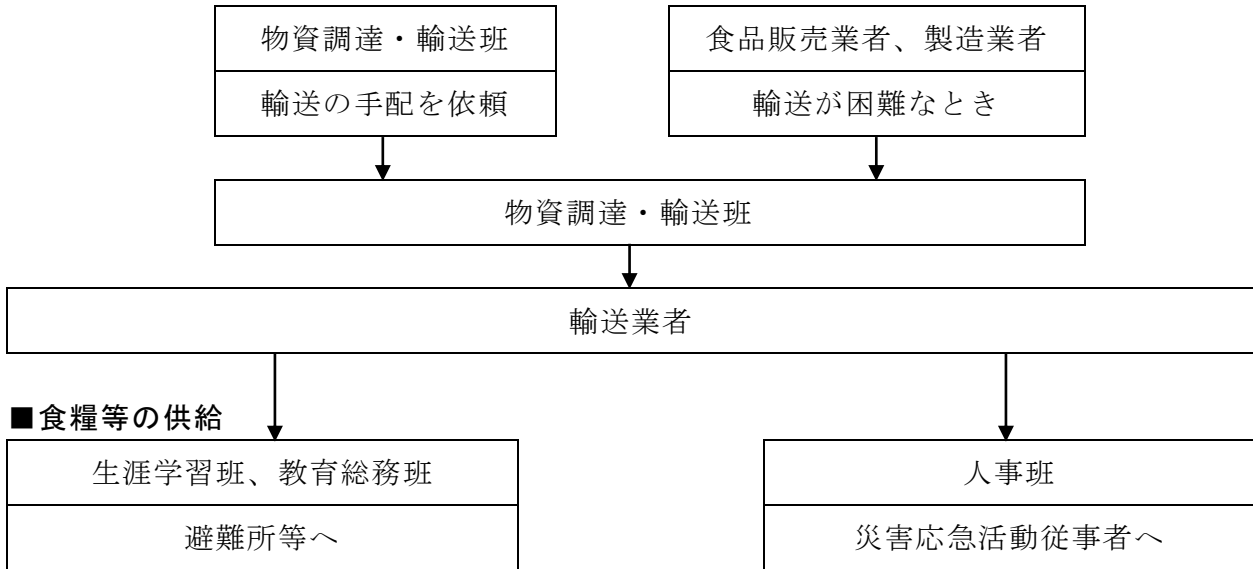 物資調達・輸送班
輸送の手配を依頼
食品販売業者、製造業者
輸送が困難なとき
物資調達・輸送班
輸送業者
■食糧等の供給
生涯学習班、教育総務班
避難所等へ
人事班
災害応急活動従事者へ